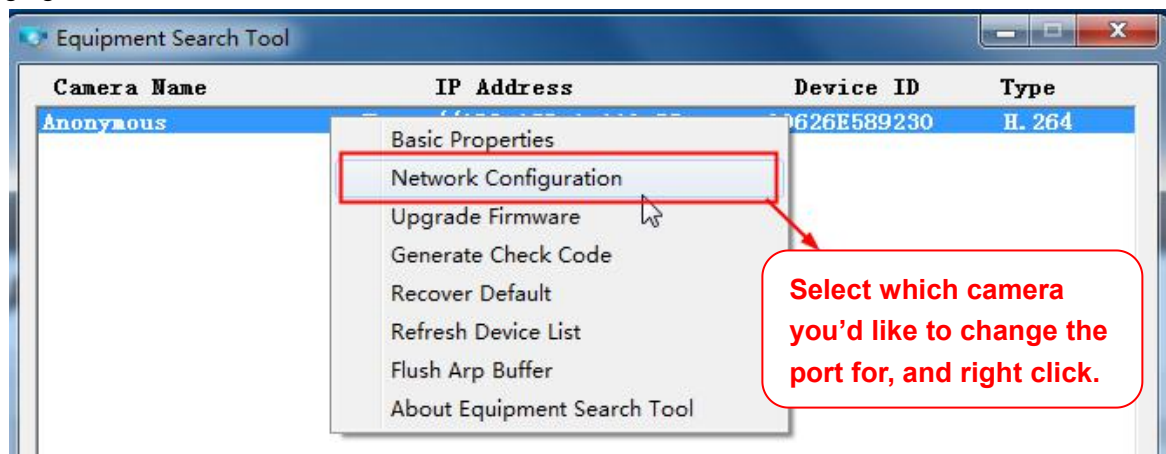 Equipment Search Tool
Camera Name IP Address Device ID Type
Anonymous H.264
Basic Properties
Network Configuration
Upgrade Firmware
Generate Check Code
Recover Default
Refresh Device List
Flush Arp Buffer
About Equipment Search Tool
Select which camera
you’d like to change the
port for, and right click.